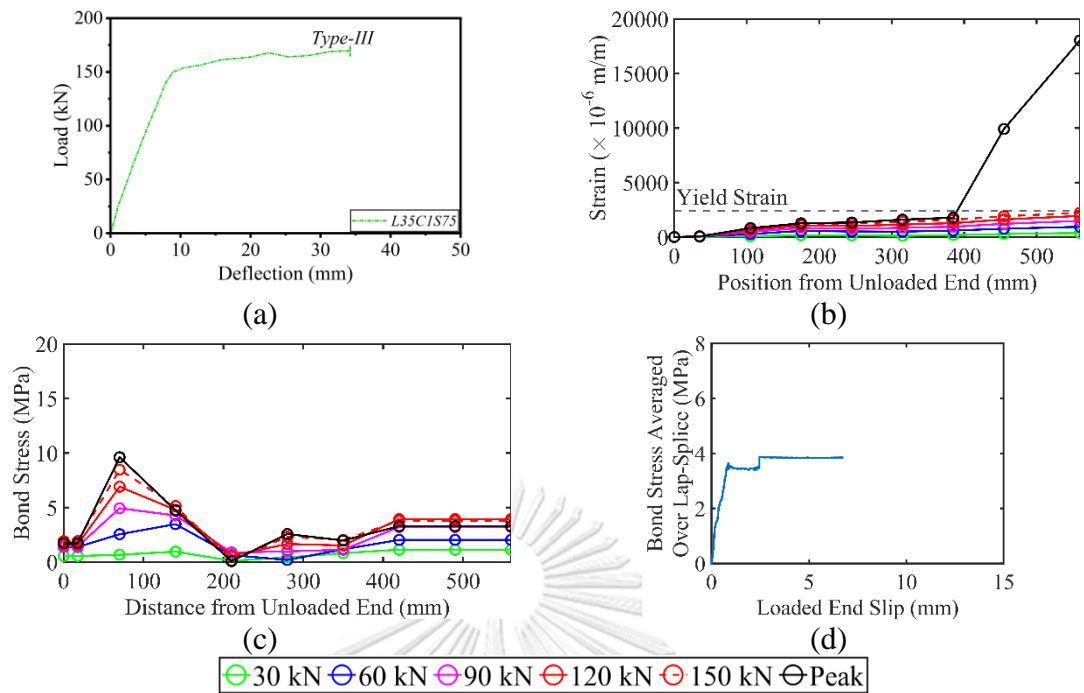 200
150
100
50
0
Load (kN)
Type-III
L35C1S75
0 10 20 30 40 50
Deflection (mm)
(a)
20000
15000
10000
5000
0
Strain (× 10⁻⁶ m/m)
Yield Strain
0 100 200 300 400 500
Position from Unloaded End (mm)
(b)
20
15
10
5
0
Bond Stress (MPa)
0 100 200 300 400 500
Distance from Unloaded End (mm)
(c)
8
6
4
2
0
Bond Stress Averaged
Over Lap-Splice (MPa)
0 5 10 15
Loaded End Slip (mm)
(d)
30 kN 60 kN 90 kN 120 kN 150 kN Peak